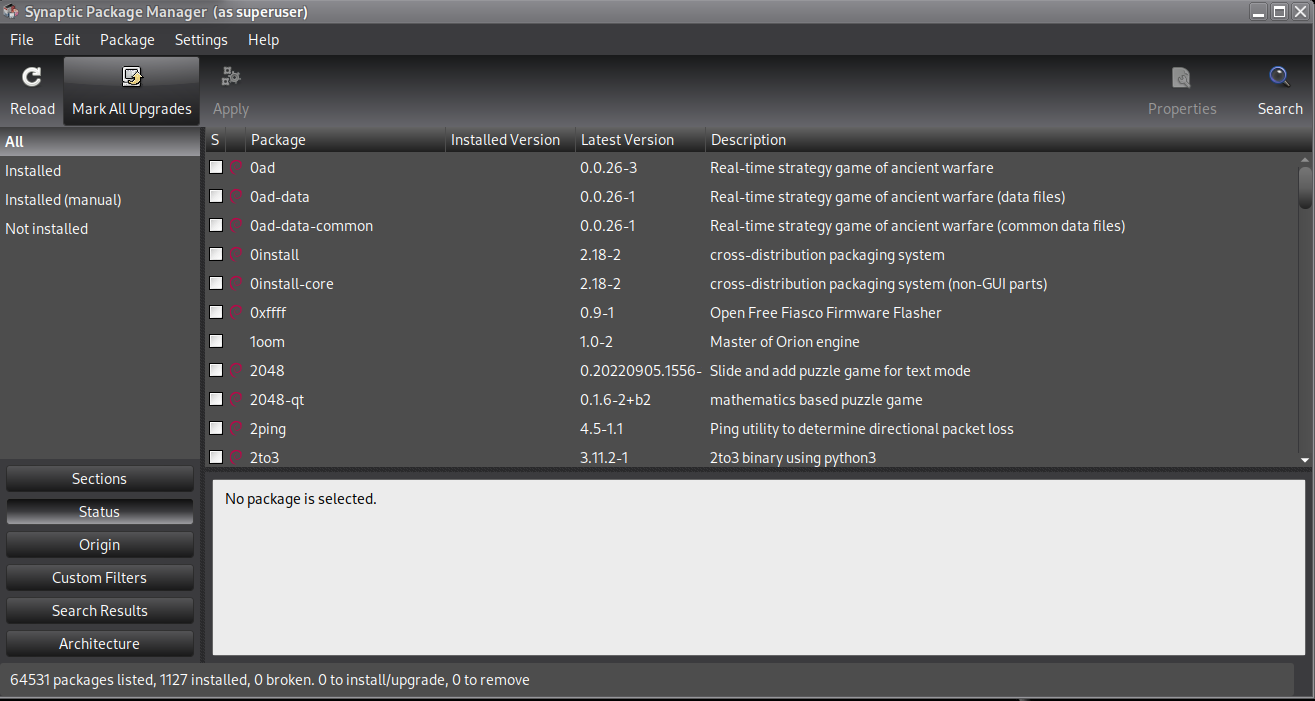 Synaptic Package Manager (as superuser)
File Edit Package Settings Help
Reload Mark All Upgrades Apply Properties Search
All
Installed
Installed (manual)
Not installed
S Package Installed Version Latest Version Description
0ad 0.0.26-3 Real-time strategy game of ancient warfare
0ad-data 0.0.26-1 Real-time strategy game of ancient warfare (data files)
0ad-data-common 0.0.26-1 Real-time strategy game of ancient warfare (common data files)
0install 2.18-2 cross-distribution packaging system
0install-core 2.18-2 cross-distribution packaging system (non-GUI parts)
0xffff 0.9-1 Open Free Fiasco Firmware Flasher
1oom 1.0-2 Master of Orion engine
2048 0.20220905.1556- Slide and add puzzle game for text mode
2048-qt 0.1.6-2+b2 mathematics based puzzle game
2ping 4.5-1.1 Ping utility to determine directional packet loss
2to3 3.11.2-1 2to3 binary using python3
Sections
Status
Origin
Custom Filters
Search Results
Architecture
No package is selected.
64531 packages listed, 1127 installed, 0 broken. 0 to install/upgrade, 0 to remove